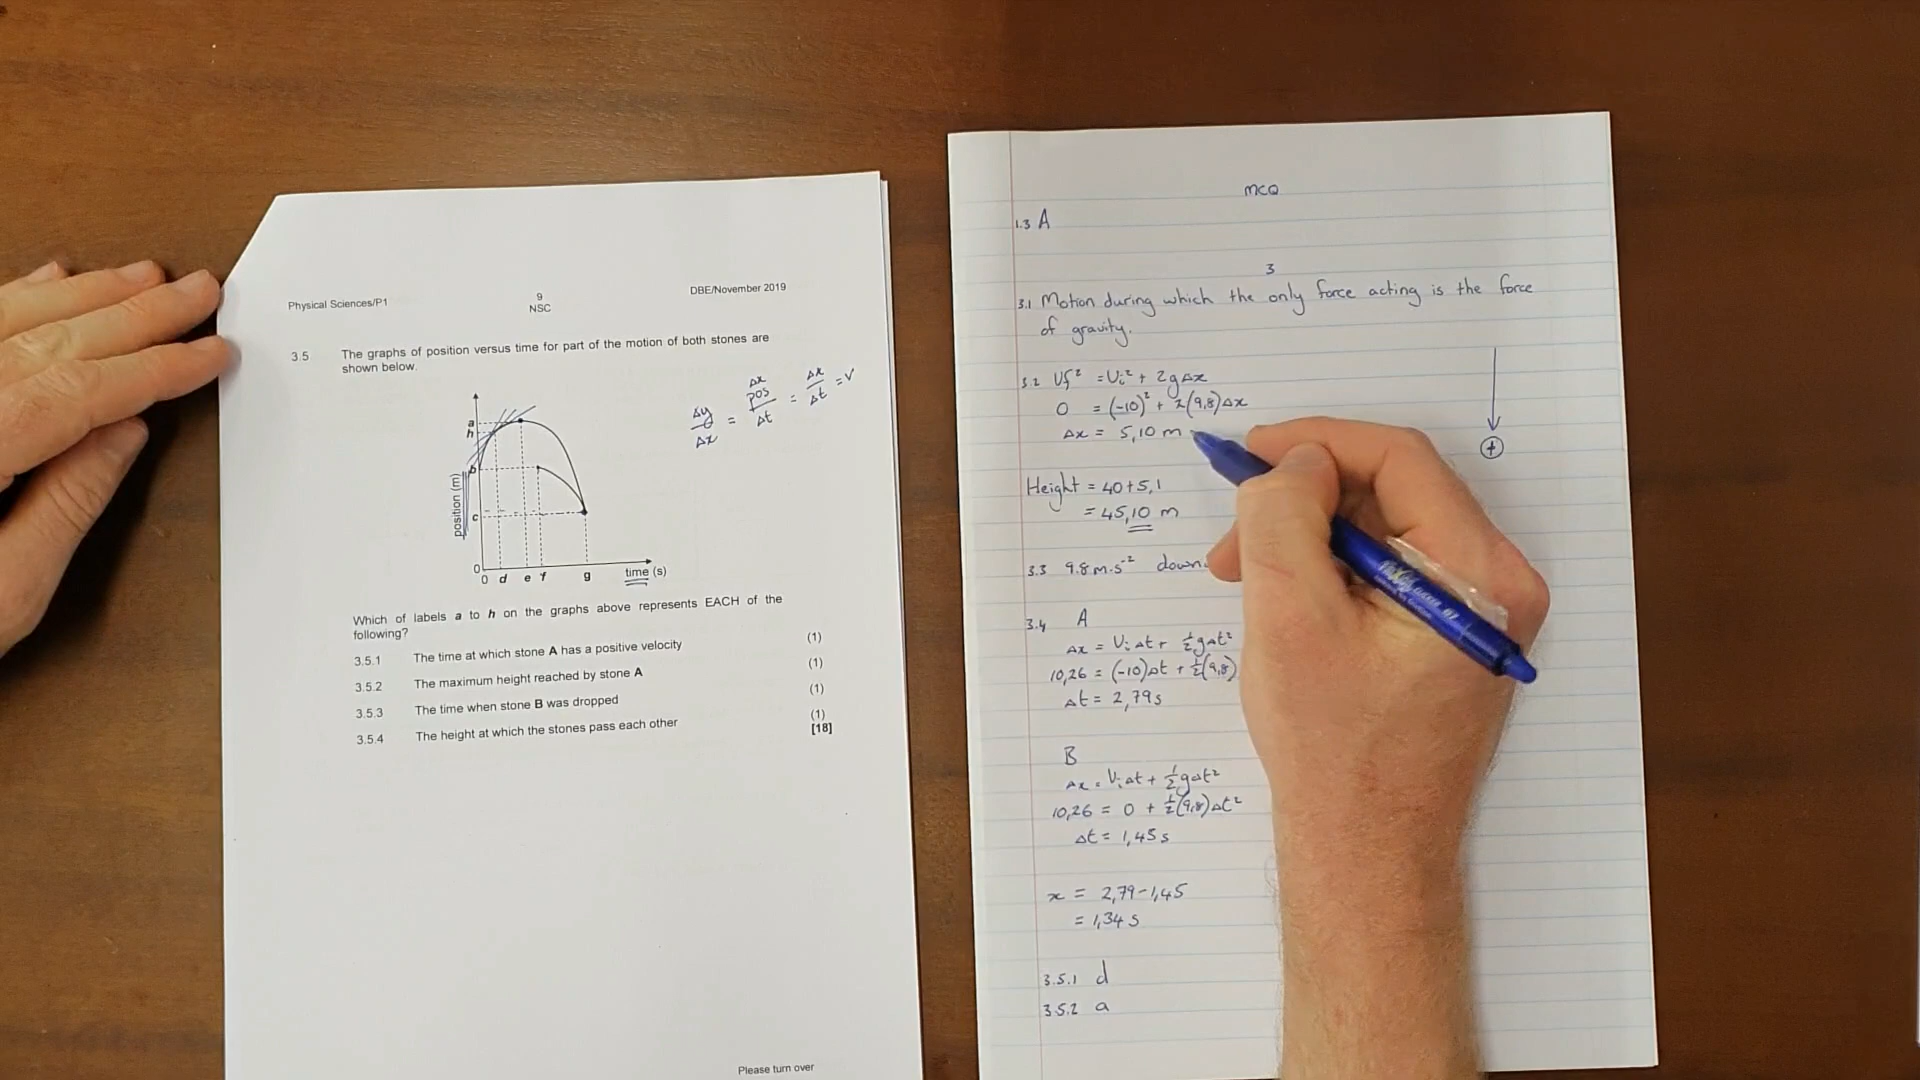 Physical Sciences/P1
9
NSC
DBE/November 2019
3.5 The graphs of position versus time for part of the motion of both stones are
shown below.
Δy/Δx = Δx pos/Δt = Δx/Δt = v
a
h
b
c
0
position (m)
0 d e f g time (s)
Which of labels a to h on the graphs above represents EACH of the
following?
3.5.1 The time at which stone A has a positive velocity (1)
3.5.2 The maximum height reached by stone A (1)
3.5.3 The time when stone B was dropped (1)
3.5.4 The height at which the stones pass each other (1)
[18]
Please turn over
MCQ
1.3 A
3
3.1 Motion during which the only force acting is the force
of gravity.
3.2 Vf² = Vi² + 2gΔx
0 = (-10)² + 2(9,8)Δx
Δx = 5,10 m
+
Height = 40+5,1
= 45,10 m
3.3 9.8 m.s⁻²
3.4 A
Δx = ViΔt + ½gΔt²
10,26 = (-10)Δt + ½(9,8)
Δt = 2,79 s
B
Δx = ViΔt + ½gΔt²
10,26 = 0 + ½(9,8)Δt²
Δt = 1,45 s
x = 2,79-1,45
= 1,34 s
3.5.1 d
3.5.2 a